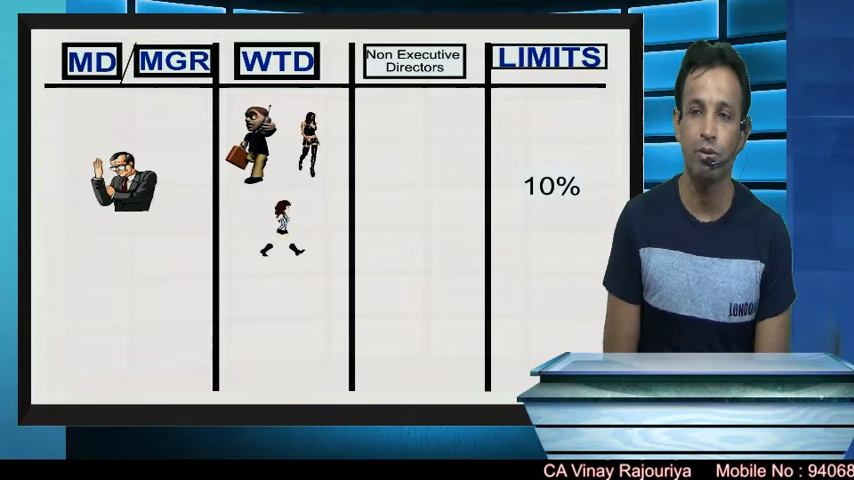 MD / MGR
WTD
Non Executive
Directors
LIMITS
10%
LONDON
CA Vinay Rajouriya Mobile No : 94068